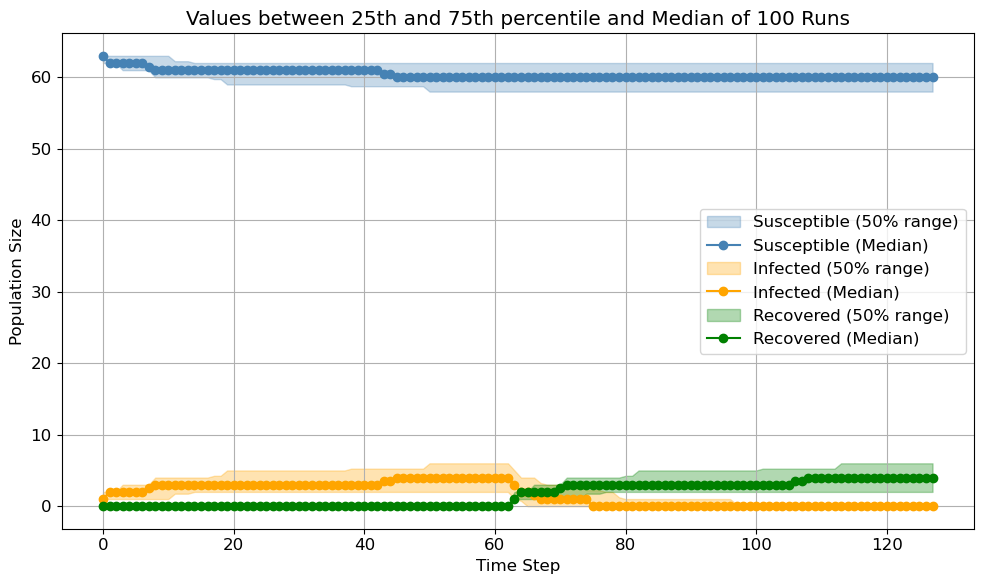 Values between 25th and 75th percentile and Median of 100 Runs
Population Size
60
50
40
30
20
10
0
Susceptible (50% range)
Susceptible (Median)
Infected (50% range)
Infected (Median)
Recovered (50% range)
Recovered (Median)
0 20 40 60 80 100 120
Time Step